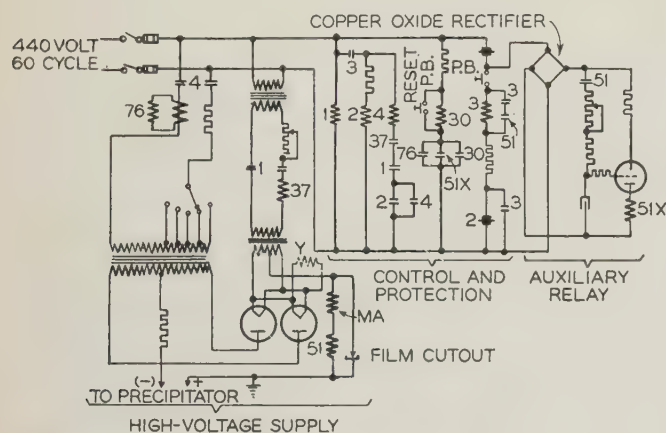 COPPER OXIDE RECTIFIER
440 VOLT
60 CYCLE
4
76
3
RESET
P.B.
P.B.
3
51
1
2
4
30
3
37
76
30
51
1
51X
1
37
2
4
3
2
51X
Y
CONTROL AND
PROTECTION
AUXILIARY
RELAY
MA
51
FILM CUTOUT
(-)
+
TO PRECIPITATOR
HIGH-VOLTAGE SUPPLY